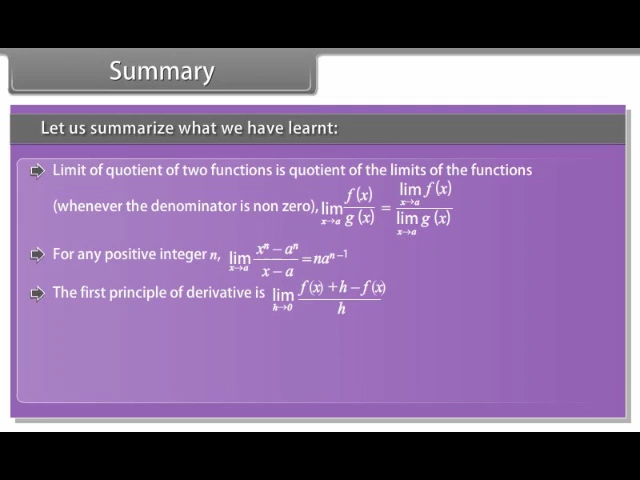 Summary
Let us summarize what we have learnt:
⇒ Limit of quotient of two functions is quotient of the limits of the functions
(whenever the denominator is non zero), lim x→a f(x)/g(x) = lim x→a f(x) / lim x→a g(x)
⇒ For any positive integer n, lim x→a (xⁿ – aⁿ)/(x – a) = naⁿ⁻¹
⇒ The first principle of derivative is lim h→0 (f(x) + h – f(x))/h